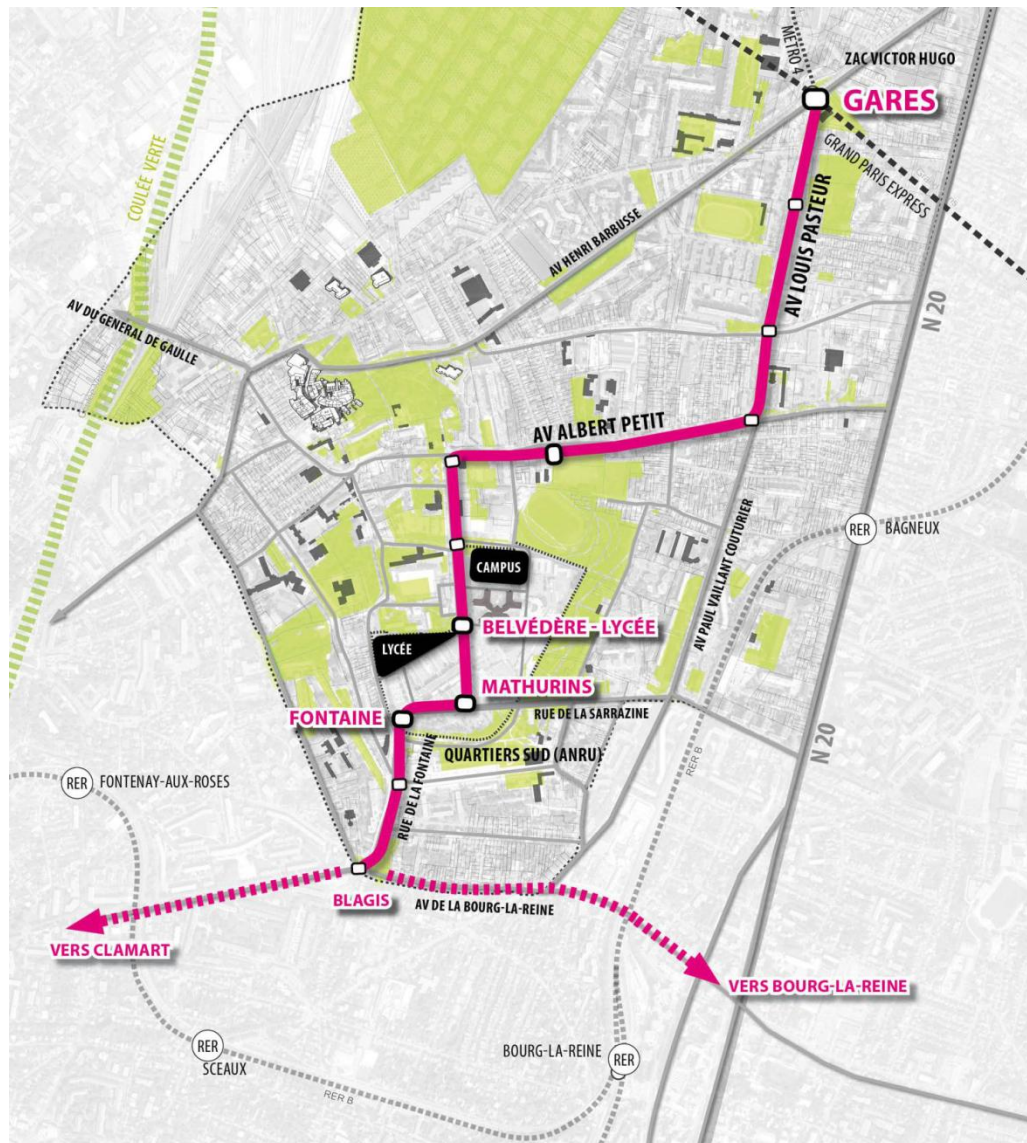 METRO 4
ZAC VICTOR HUGO
GARES
GRAND PARIS EXPRESS
COULÉE VERTE
AV HENRI BARBUSSE
AV LOUIS PASTEUR
N 20
AV DU GENERAL DE GAULLE
AV ALBERT PETIT
RER
BAGNEUX
AV PAUL VAILLANT COUTURIER
CAMPUS
BELVÉDÈRE - LYCÉE
LYCÉE
MATHURINS
FONTAINE
RUE DE LA SARRAZINE
N 20
RER B
QUARTIERS SUD (ANRU)
RUE DE LA FONTAINE
RER
FONTENAY-AUX-ROSES
BLAGIS
AV DE LA BOURG-LA-REINE
VERS CLAMART
VERS BOURG-LA-REINE
RER
SCEAUX
BOURG-LA-REINE
RER
RER B